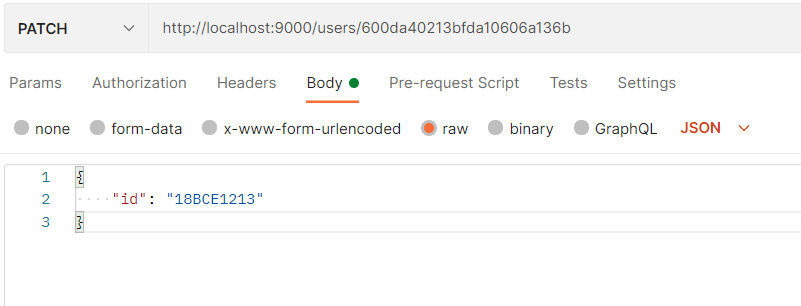 PATCH http://localhost:9000/users/600da40213bfda10606a136b
Params Authorization Headers Body Pre-request Script Tests Settings
none form-data x-www-form-urlencoded raw binary GraphQL JSON
1 {
2 ····"id": "18BCE1213"
3 }